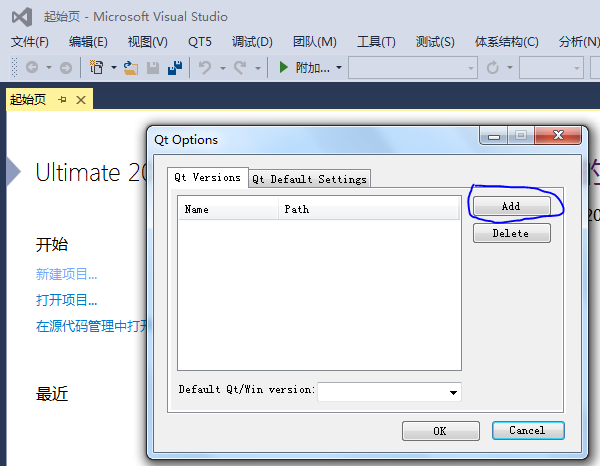 起始页 - Microsoft Visual Studio
文件(F) 编辑(E) 视图(V) QT5 调试(D) 团队(M) 工具(T) 测试(S) 体系结构(C) 分析(N)
附加...
起始页
Qt Options
Ultimate 20
的
20
Qt Versions Qt Default Settings
Name Path Add
Delete
开始
新建项目...
打开项目...
在源代码管理中打开
最近
Default Qt/Win version:
OK Cancel